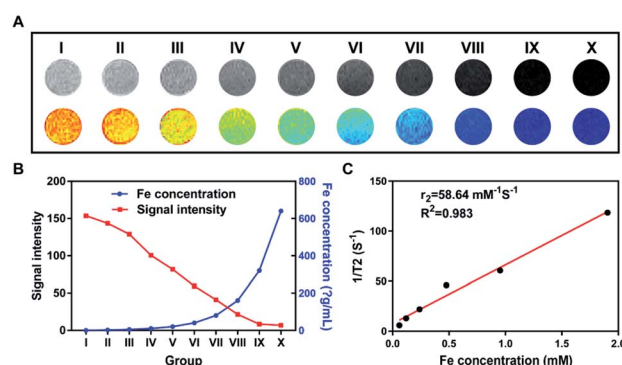 A
I II III IV V VI VII VIII IX X
B
Fe concentration
Signal intensity
200
150
100
50
0
Signal intensity
800
600
400
200
0
Fe concentration (?g/mL)
I II III IV V VI VII VIII IX X
Group
C
r2=58.64 mM-1S-1
R2=0.983
150
100
50
0
1/T2 (S-1)
0.0 0.5 1.0 1.5 2.0
Fe concentration (mM)